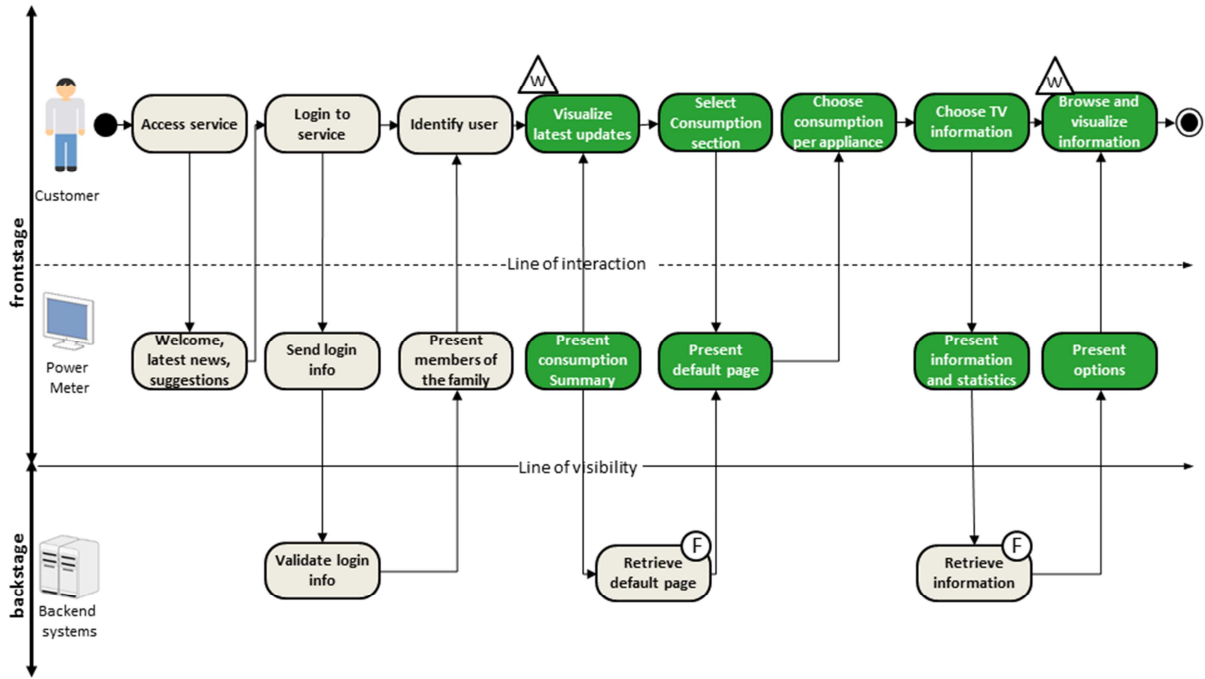 W
W
Access service
Login to
service
Identify user
Visualize
latest updates
Select
Consumption
section
Choose
consumption
per appliance
Choose TV
information
Browse and
visualize
information
Customer
frontstage
Line of interaction
Power
Meter
Welcome,
latest news,
suggestions
Send login
info
Present
members of
the family
Present
consumption
Summary
Present
default page
Present
information
and statistics
Present
options
Line of visibility
backstage
Backend
systems
Validate login
info
F
Retrieve
default page
F
Retrieve
information